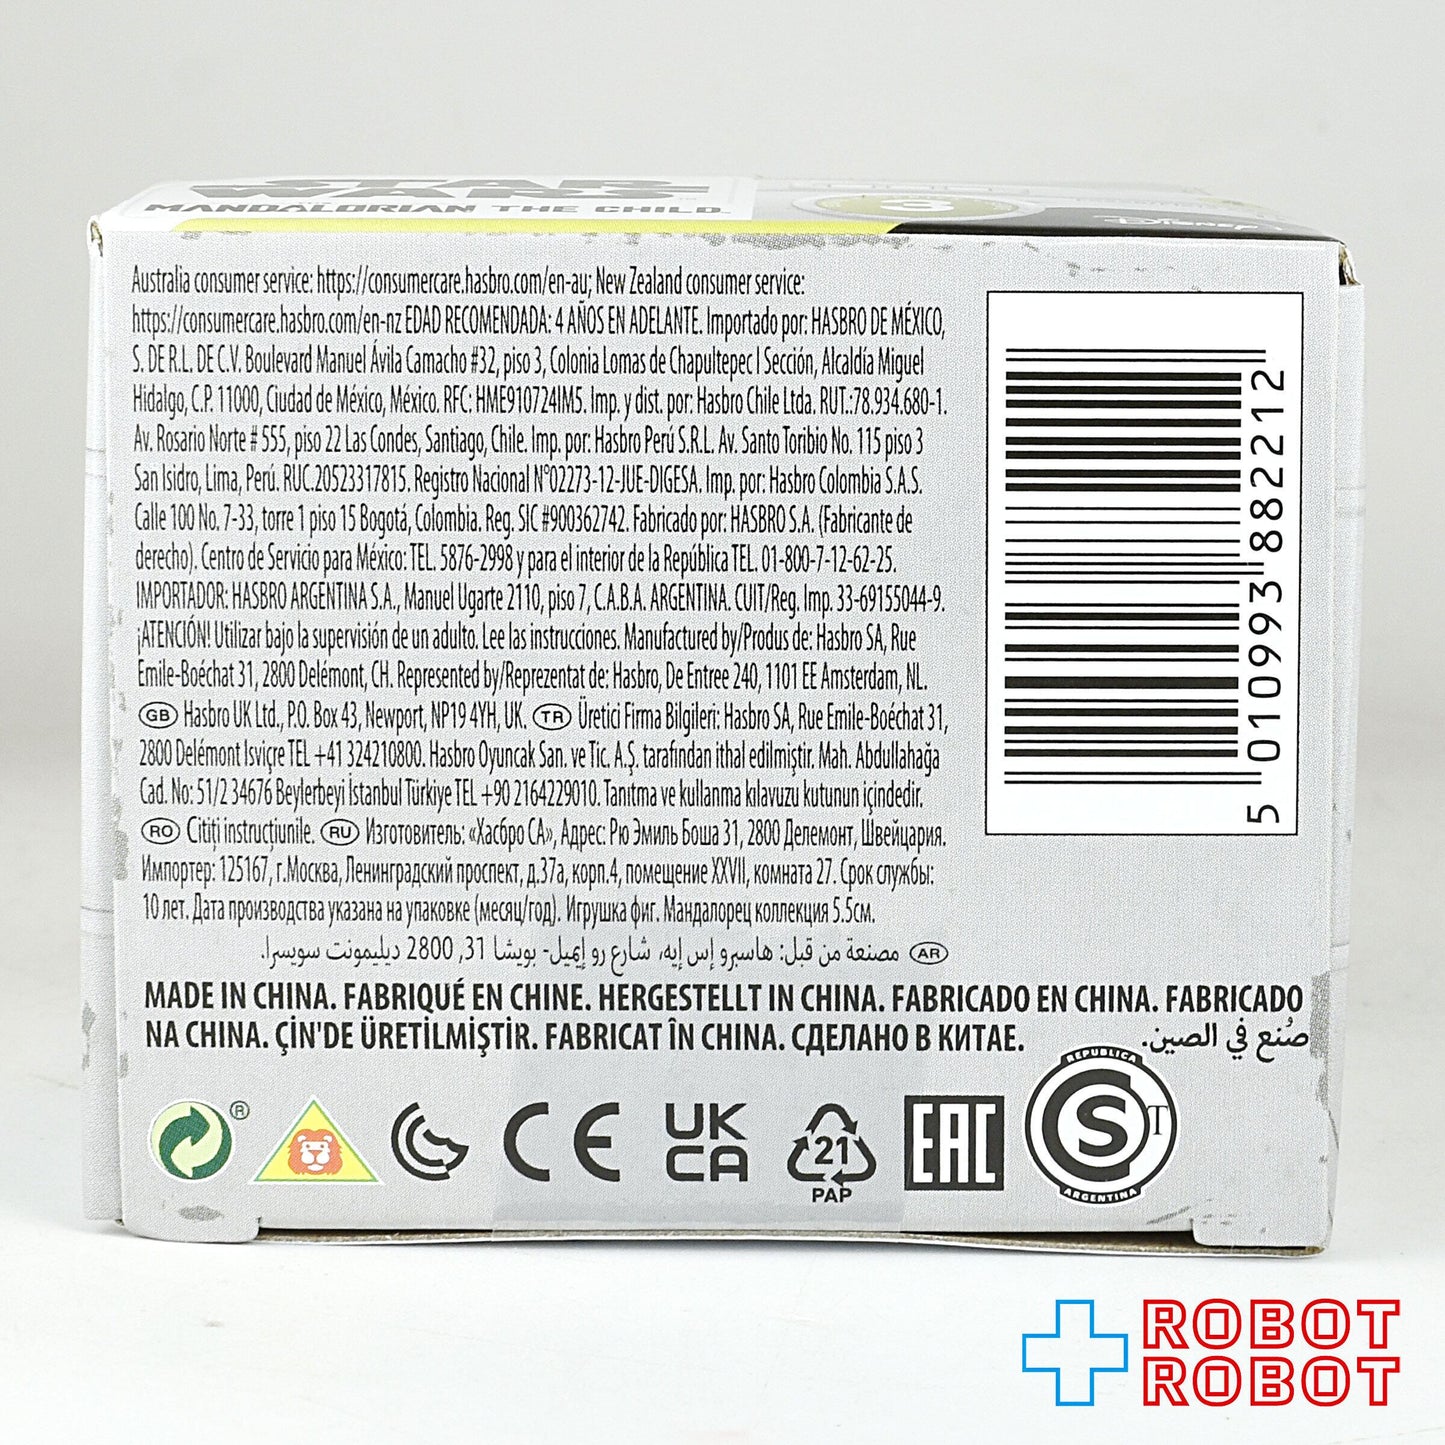 STAR
WARS
MANDALORIAN THE CHILD
Disney
Australia consumer service: https://consumercare.hasbro.com/en-au; New Zealand consumer service:
https://consumercare.hasbro.com/en-nz EDAD RECOMENDADA: 4 AÑOS EN ADELANTE. Importado por: HASBRO DE MÉXICO,
S. DE R.L. DE C.V. Boulevard Manuel Ávila Camacho #32, piso 3, Colonia Lomas de Chapultepec I Sección, Alcaldía Miguel
Hidalgo, C.P. 11000, Ciudad de México, México. RFC: HME910724IM5. Imp. y dist. por: Hasbro Chile Ltda. RUT.:78.934.680-1.
Av. Rosario Norte # 555, piso 22 Las Condes, Santiago, Chile. Imp. por: Hasbro Perú S.R.L. Av. Santo Toribio No. 115 piso 3
San Isidro, Lima, Perú. RUC.20523317815. Registro Nacional N°02273-12-JUE-DIGESA. Imp. por: Hasbro Colombia S.A.S.
Calle 100 No. 7-33, torre 1 piso 15 Bogotá, Colombia. Reg. SIC #900362742. Fabricado por: HASBRO S.A. (Fabricante de
derecho). Centro de Servicio para México: TEL. 5876-2998 y para el interior de la República TEL. 01-800-7-12-62-25.
IMPORTADOR: HASBRO ARGENTINA S.A., Manuel Ugarte 2110, piso 7, C.A.B.A. ARGENTINA. CUIT/Reg. Imp. 33-69155044-9.
¡ATENCIÓN! Utilizar bajo la supervisión de un adulto. Lee las instrucciones. Manufactured by/Produs de: Hasbro SA, Rue
Emile-Boéchat 31, 2800 Delémont, CH. Represented by/Reprezentat de: Hasbro, De Entree 240, 1101 EE Amsterdam, NL.
GB Hasbro UK Ltd., P.O. Box 43, Newport, NP19 4YH, UK. TR Üretici Firma Bilgileri: Hasbro SA, Rue Emile-Boéchat 31,
2800 Delémont Isviçre TEL +41 324210800. Hasbro Oyuncak San. ve Tic. A.Ş. tarafından ithal edilmiştir. Mah. Abdullahağa
Cad. No: 51/2 34676 Beylerbeyi İstanbul Türkiye TEL +90 2164229010. Tanıtma ve kullanma kılavuzu kutunun içindedir.
RO Citiți instrucțiunile. RU Изготовитель: «Хасбро СА», Адрес: Рю Эмиль Боша 31, 2800 Делемонт, Швейцария.
Импортер: 125167, г.Москва, Ленинградский проспект, д.37а, корп.4, помещение XXVII, комната 27. Срок службы:
10 лет. Дата производства указана на упаковке (месяц/год). Игрушка фиг. Мандалорец коллекция 5.5см.
AR مصنعة من قبل: هاسبرو إس إيه، شارع رو إيميل- بويشا 31, 2800 ديليمونت سويسرا.
MADE IN CHINA. FABRIQUÉ EN CHINE. HERGESTELLT IN CHINA. FABRICADO EN CHINA. FABRICADO
NA CHINA. ÇİN'DE ÜRETİLMİŞTİR. FABRICAT ÎN CHINA. СДЕЛАНО В КИТАЕ. صُنع في الصين.
5 010993 882212
®
CE
UK
CA
21
PAP
EAC
REPUBLICA
S T
ARGENTINA
ROBOT
ROBOT